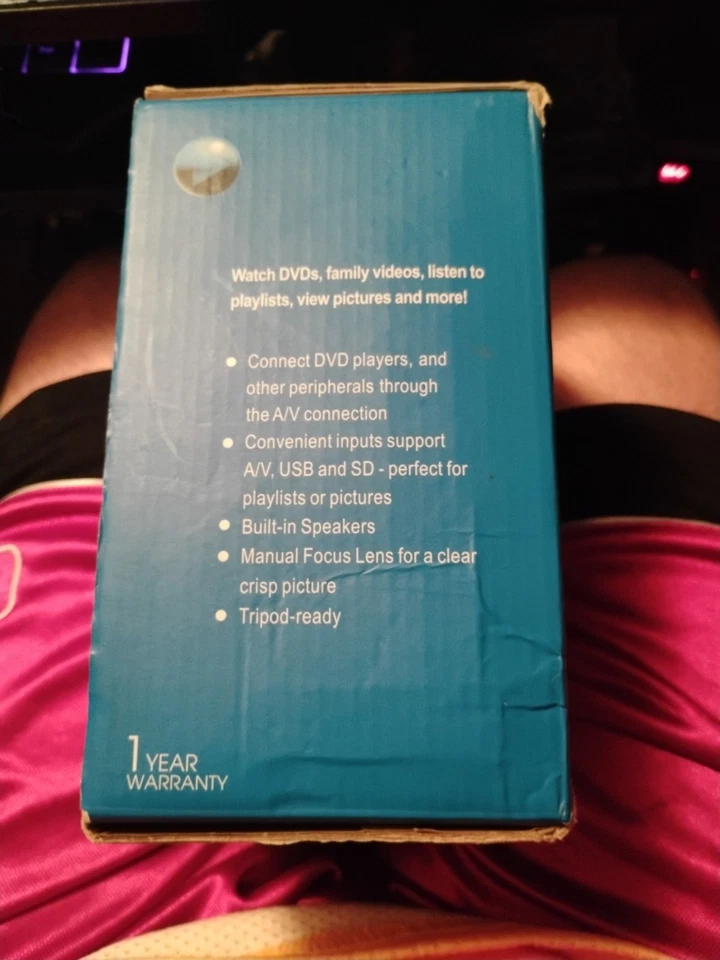 Watch DVDs, family videos, listen to
playlists, view pictures and more!
● Connect DVD players, and
other peripherals through
the A/V connection
● Convenient inputs support
A/V, USB and SD - perfect for
playlists or pictures
● Built-in Speakers
● Manual Focus Lens for a clear
crisp picture
● Tripod-ready
1 YEAR
WARRANTY